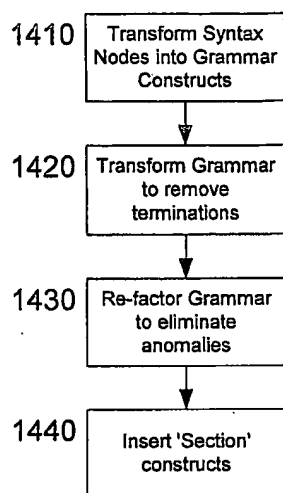 1410
Transform Syntax
Nodes into Grammar
Constructs
1420
Transform Grammar
to remove
terminations
1430
Re-factor Grammar
to eliminate
anomalies
1440
Insert 'Section'
constructs